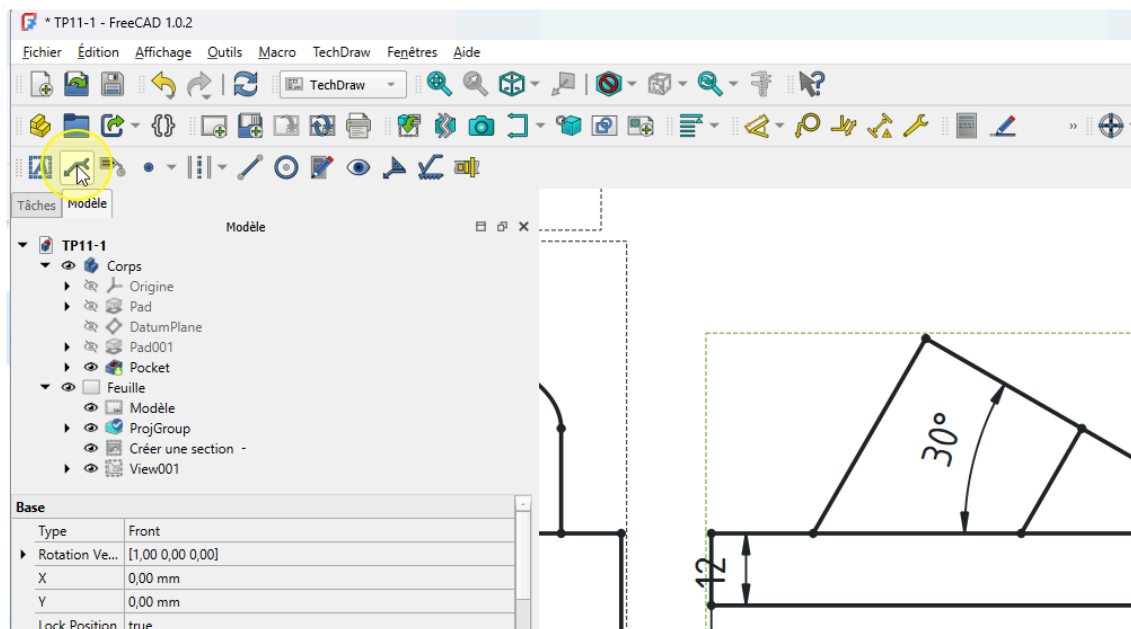 * TP11-1 - FreeCAD 1.0.2
Fichier Édition Affichage Outils Macro TechDraw Fenêtres Aide
TechDraw
»
Tâches Modèle
Modèle
TP11-1
Corps
Origine
Pad
DatumPlane
Pad001
Pocket
Feuille
Modèle
ProjGroup
Créer une section -
View001
Base
Type Front
Rotation Ve... [1,00 0,00 0,00]
X 0,00 mm
Y 0,00 mm
Lock Position true
30°
12